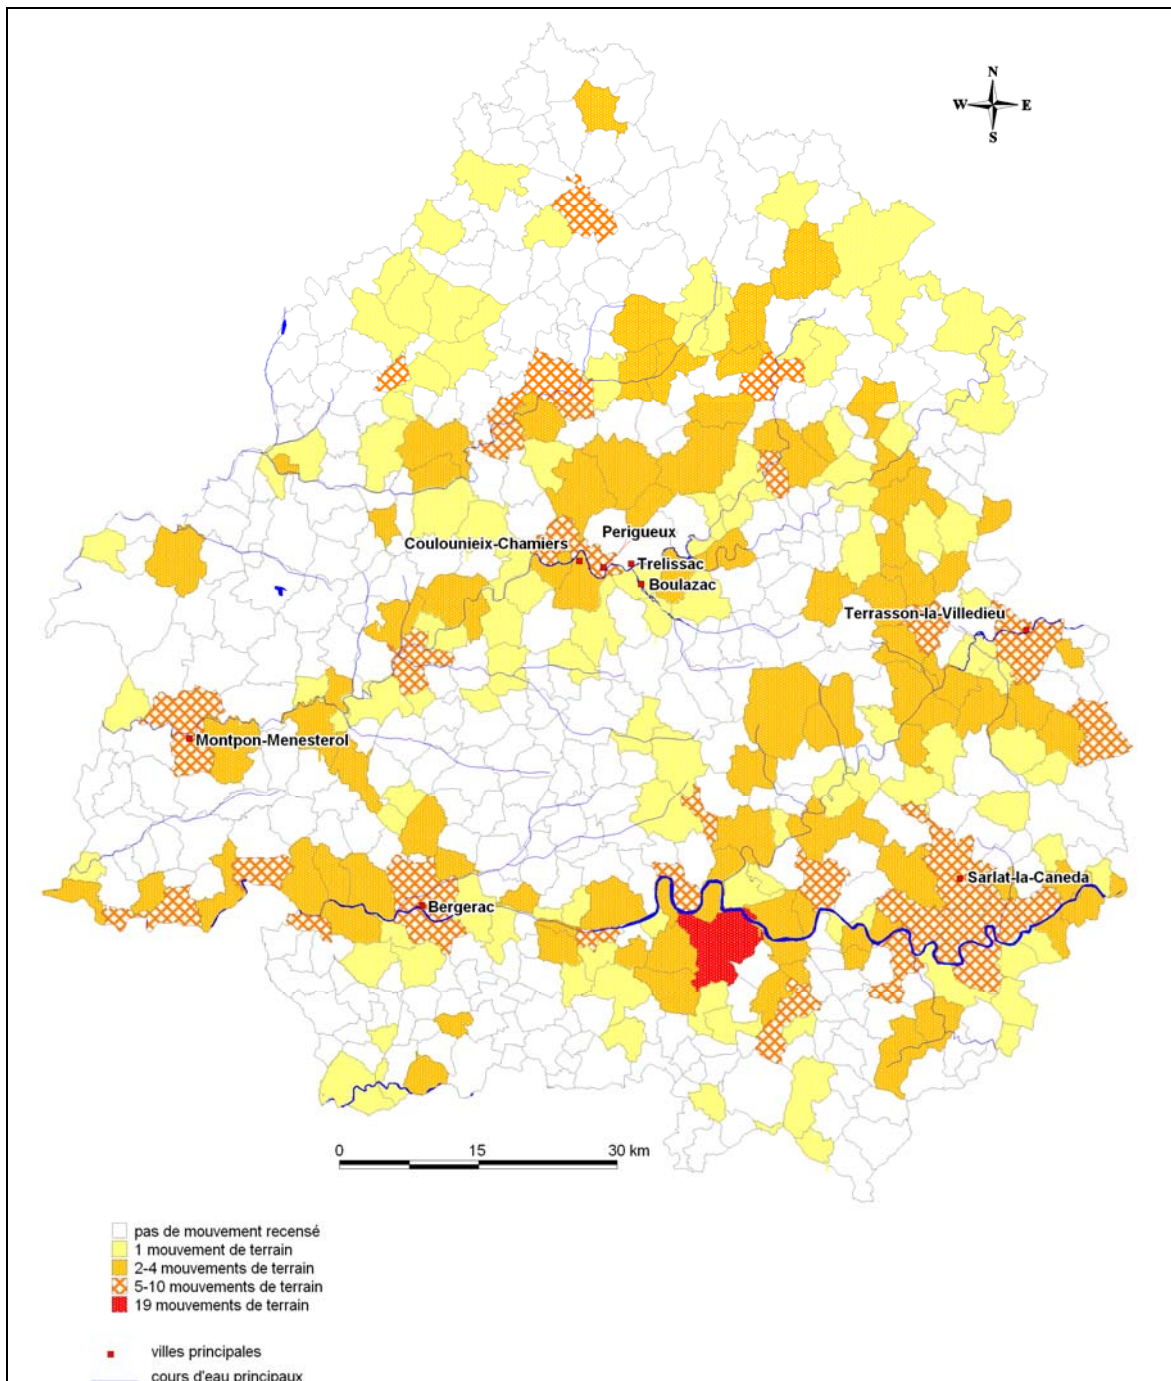 N
W E
S
Perigueux
Coulounieix-Chamiers
Trelissac
Boulazac
Terrasson-la-Villedieu
Montpon-Menesterol
Sarlat-la-Caneda
Bergerac
0 15 30 km
pas de mouvement recensé
1 mouvement de terrain
2-4 mouvements de terrain
5-10 mouvements de terrain
19 mouvements de terrain
villes principales
cours d'eau principaux